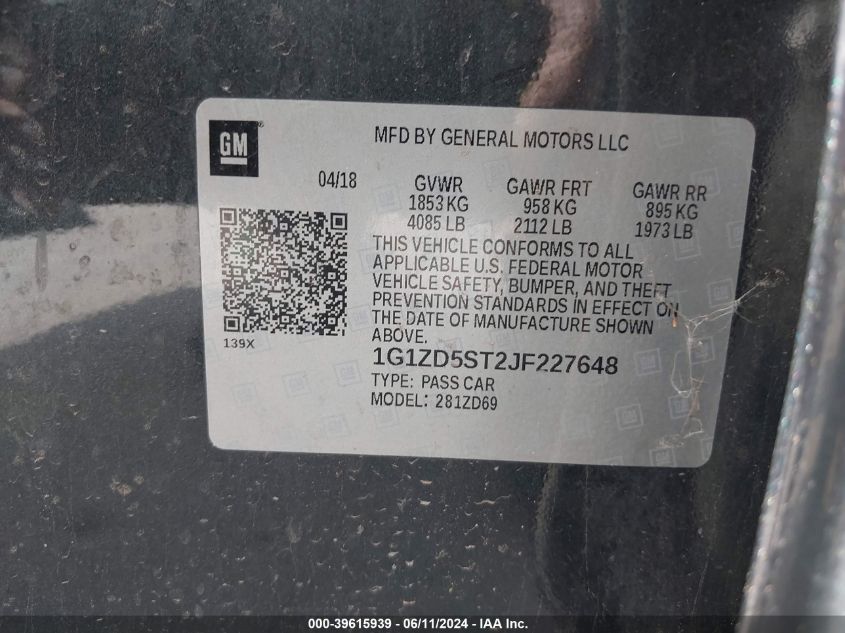 GM®
MFD BY GENERAL MOTORS LLC
04/18
GVWR GAWR FRT GAWR RR
1853 KG 958 KG 895 KG
4085 LB 2112 LB 1973 LB
THIS VEHICLE CONFORMS TO ALL
APPLICABLE U.S. FEDERAL MOTOR
VEHICLE SAFETY, BUMPER, AND THEFT
PREVENTION STANDARDS IN EFFECT ON
THE DATE OF MANUFACTURE SHOWN
ABOVE.
139X
1G1ZD5ST2JF227648
TYPE: PASS CAR
MODEL: 281ZD69
000-39615939 - 06/11/2024 - IAA Inc.